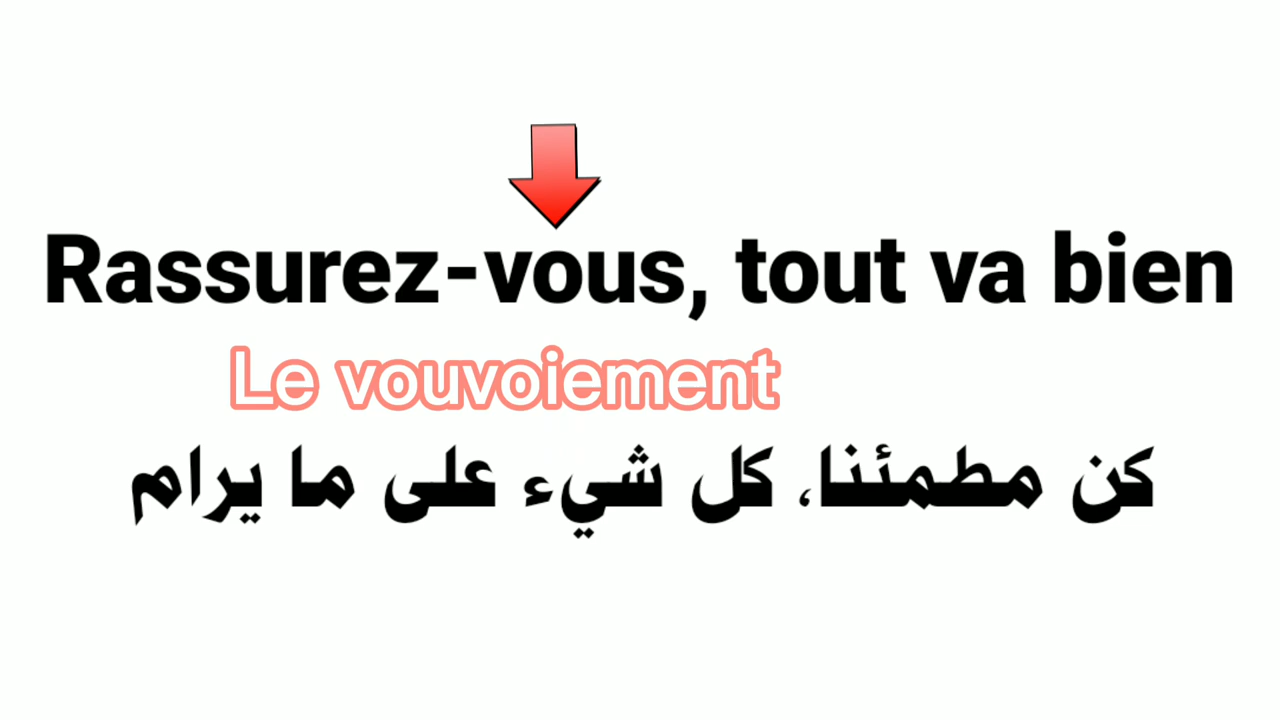 Rassurez-vous, tout va bien
Le vouvoiement
كن مطمئنا، كل شيء على ما يرام